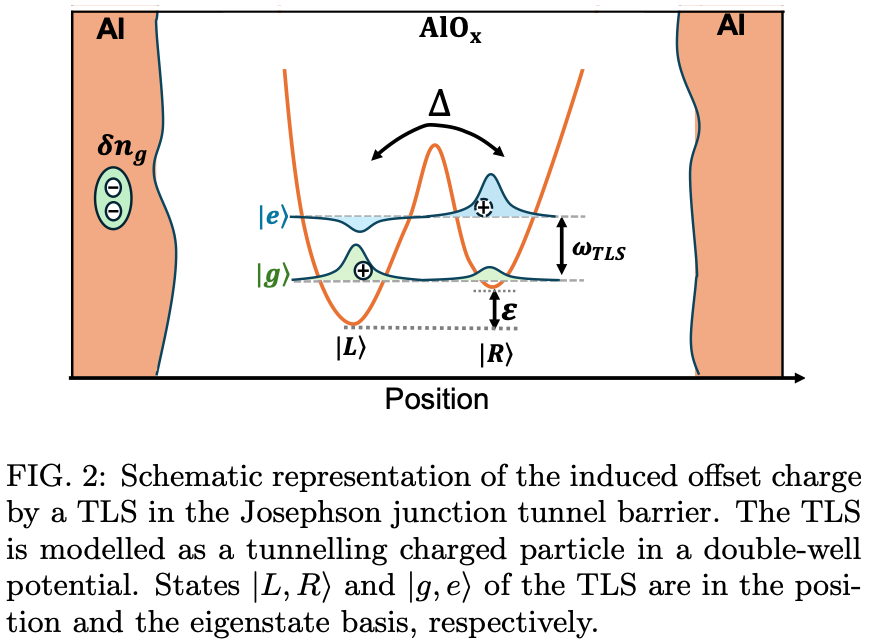 Al AlOₓ Al
Δ
δn_g
|e⟩
ω_TLS
|g⟩
ε
|L⟩ |R⟩
Position
FIG. 2: Schematic representation of the induced offset charge
by a TLS in the Josephson junction tunnel barrier. The TLS
is modelled as a tunnelling charged particle in a double-well
potential. States |L, R⟩ and |g, e⟩ of the TLS are in the posi-
tion and the eigenstate basis, respectively.